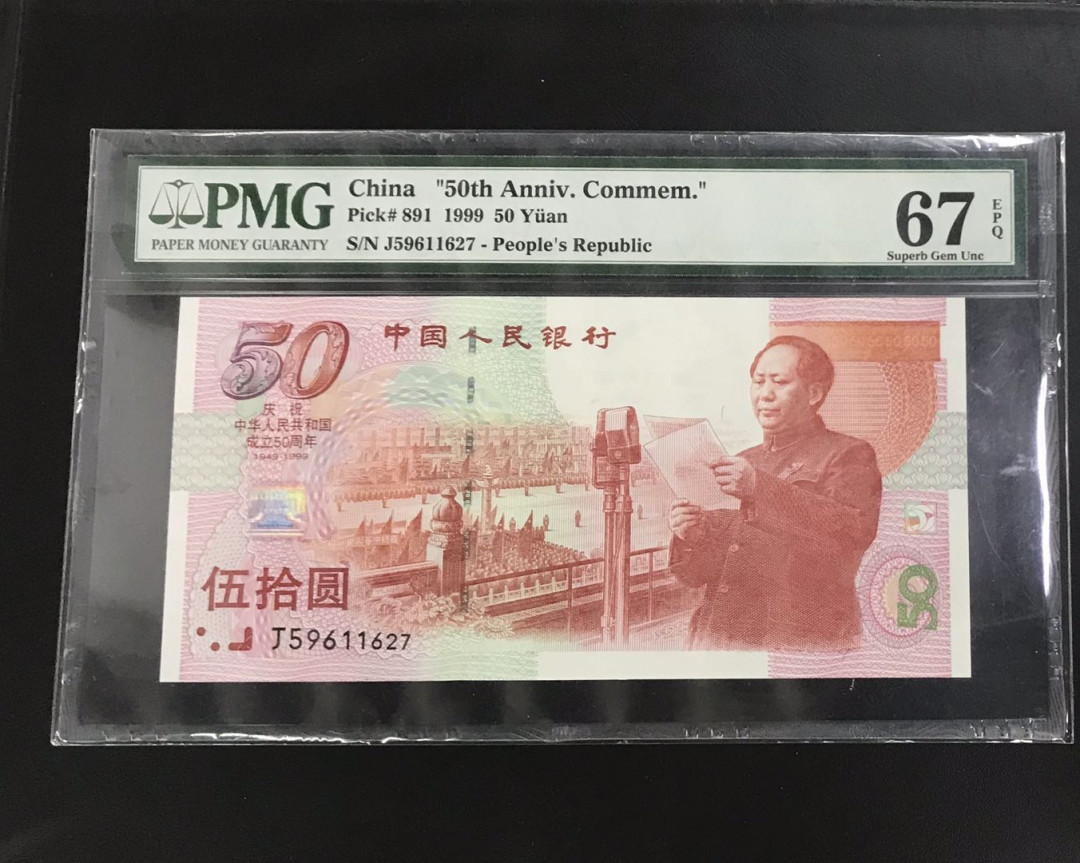 PMG
PAPER MONEY GUARANTY
China "50th Anniv. Commem."
Pick# 891 1999 50 Yüan
S/N J59611627 - People's Republic
67
EPQ
Superb Gem Unc
50
中国人民银行
庆祝
中华人民共和国
成立50周年
1949-1999
伍拾圆
J59611627
50